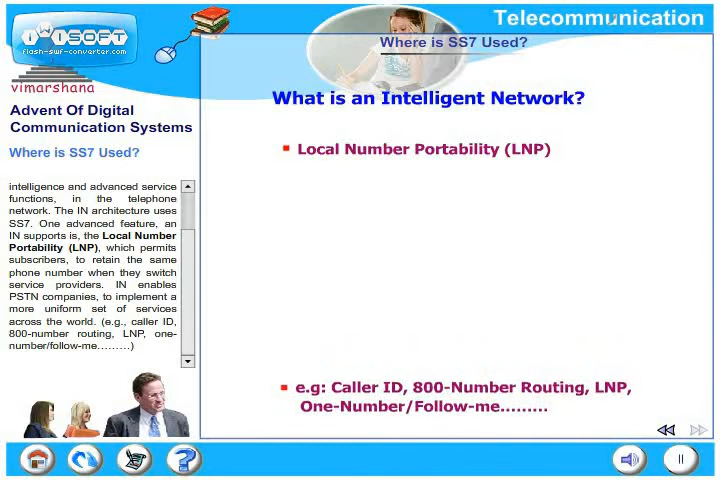 Telecommunication
iWiSOFT
flash-swf-converter.com
Where is SS7 Used?
vimarshana
Advent Of Digital
Communication Systems
Where is SS7 Used?
intelligence and advanced service
functions, in the telephone
network. The IN architecture uses
SS7. One advanced feature, an
IN supports is, the Local Number
Portability (LNP), which permits
subscribers, to retain the same
phone number when they switch
service providers. IN enables
PSTN companies, to implement a
more uniform set of services
across the world. (e.g., caller ID,
800-number routing, LNP, one-
number/follow-me.........)
What is an Intelligent Network?
Local Number Portability (LNP)
e.g: Caller ID, 800-Number Routing, LNP,
One-Number/Follow-me.........